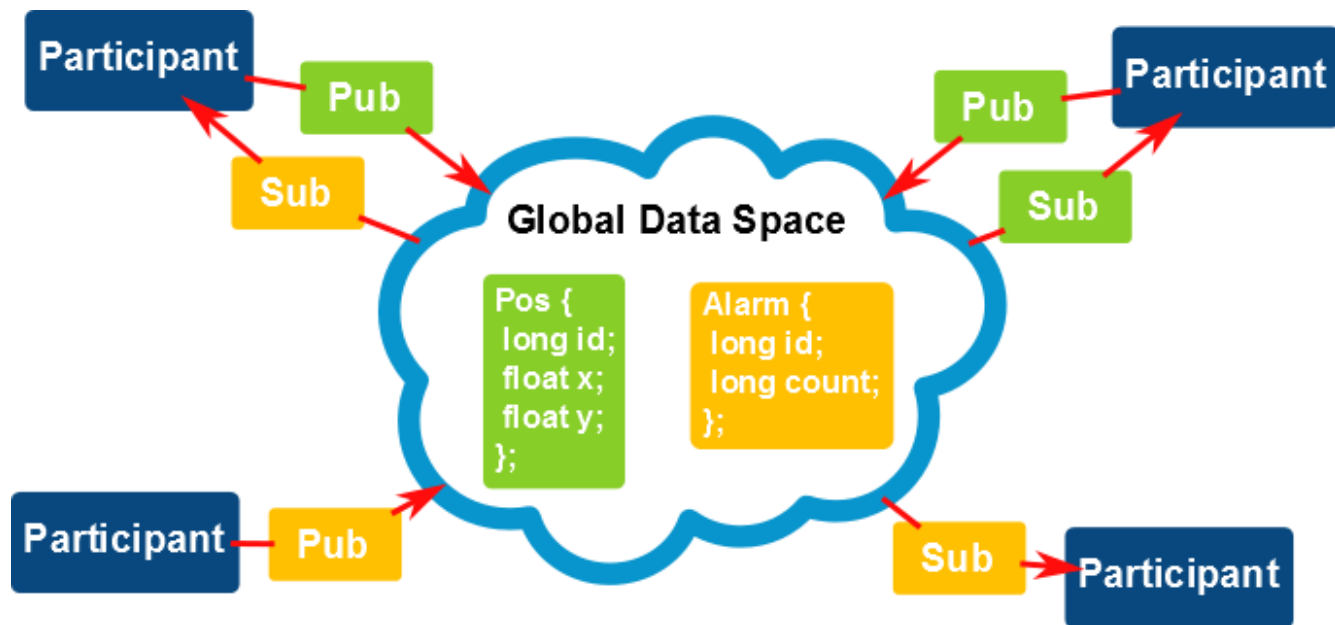 Participant
Pub
Sub
Participant
Pub
Sub
Global Data Space
Pos {
long id;
float x;
float y;
};
Alarm {
long id;
long count;
};
Participant
Pub
Sub
Participant